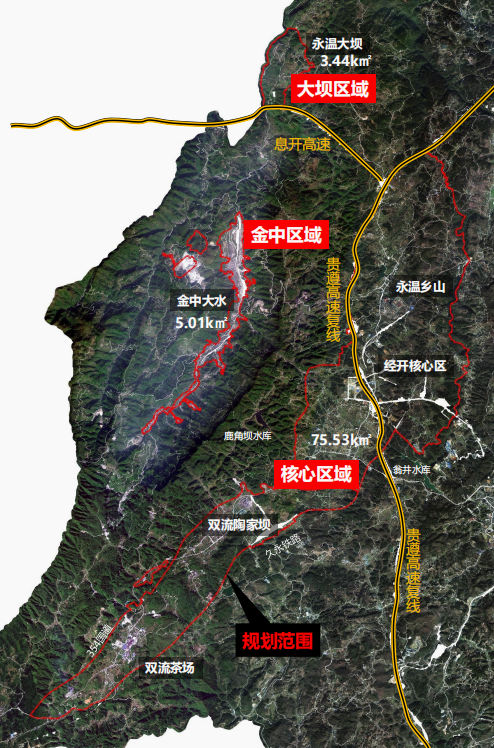 永温大坝
3.44k㎡
大坝区域
息开高速
金中区域
贵遵高速复线
永温乡山
金中大水
5.01k㎡
经开核心区
鹿角坝水库
75.53k㎡
核心区域
翁井水库
双流陶家坝
久永铁路
贵遵高速复线
规划范围
双流茶场